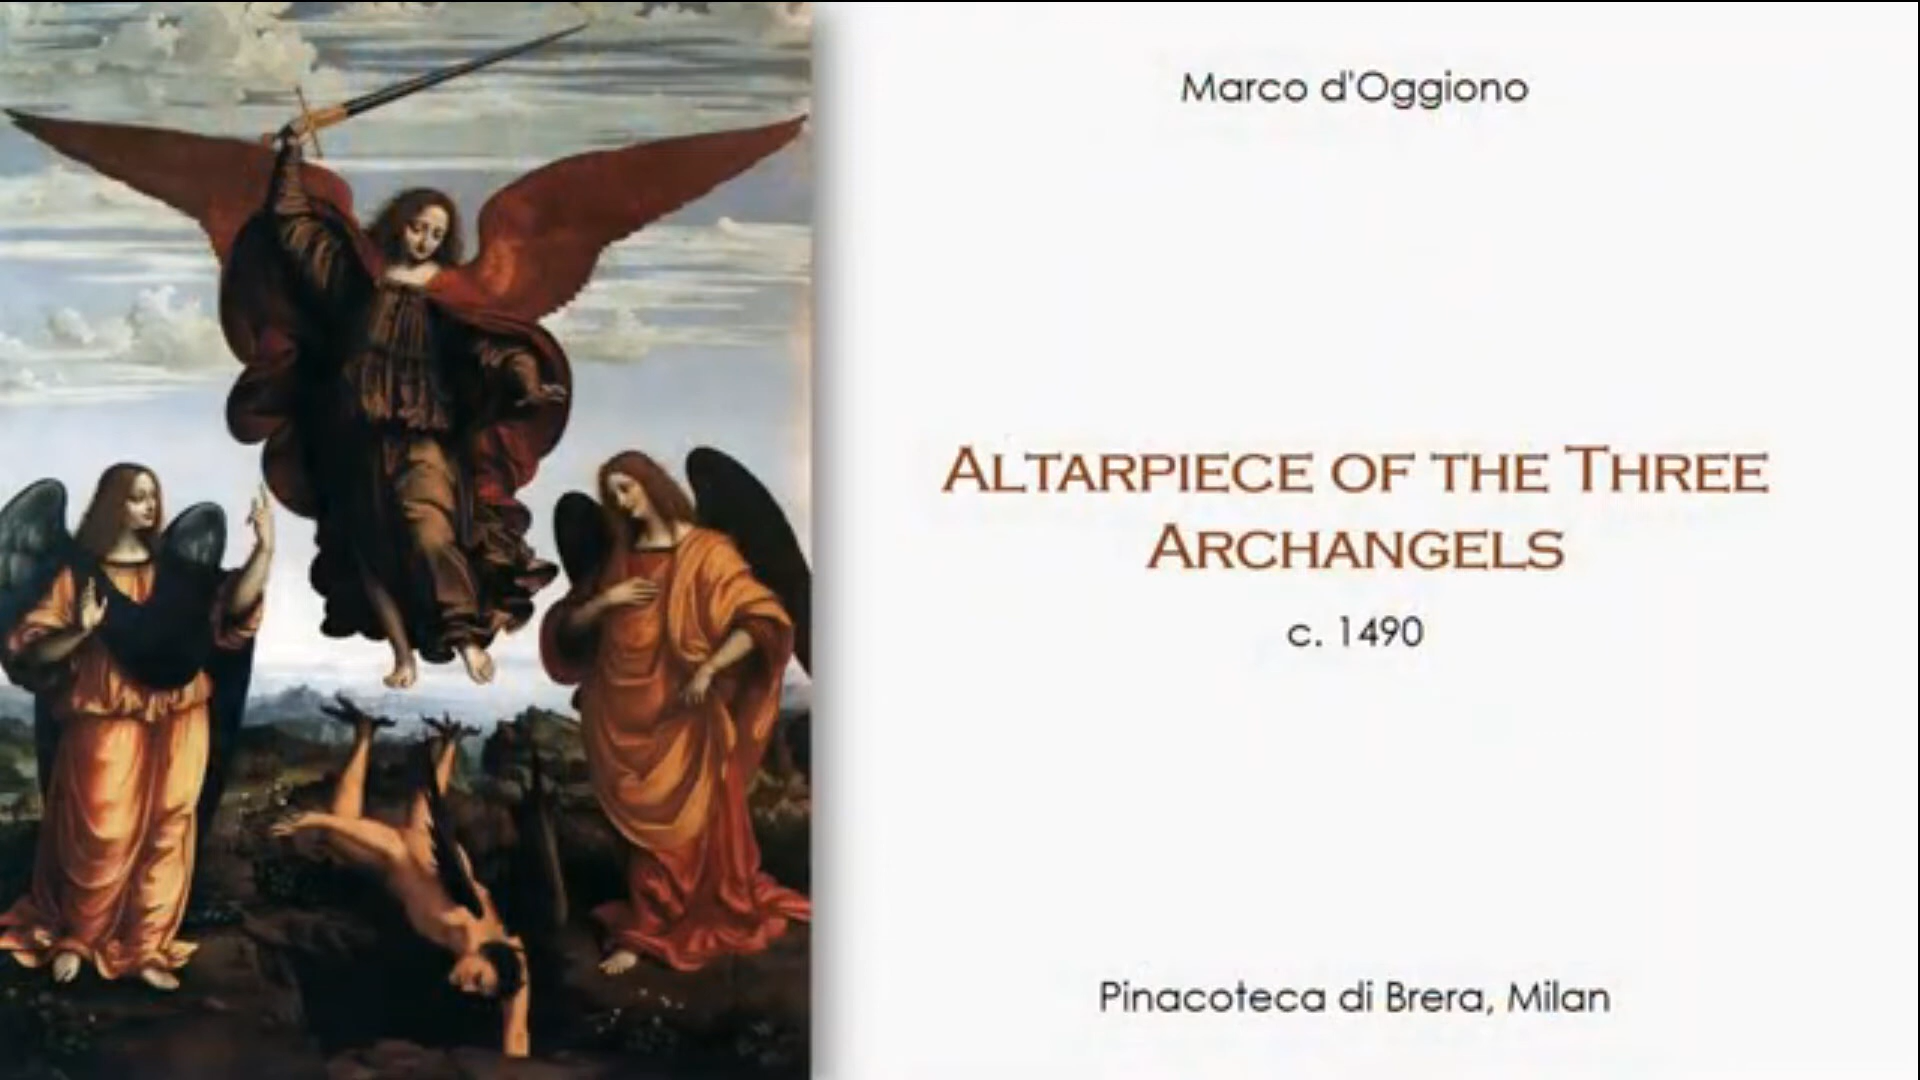 Marco d'Oggiono
Altarpiece of the Three
Archangels
c. 1490
Pinacoteca di Brera, Milan